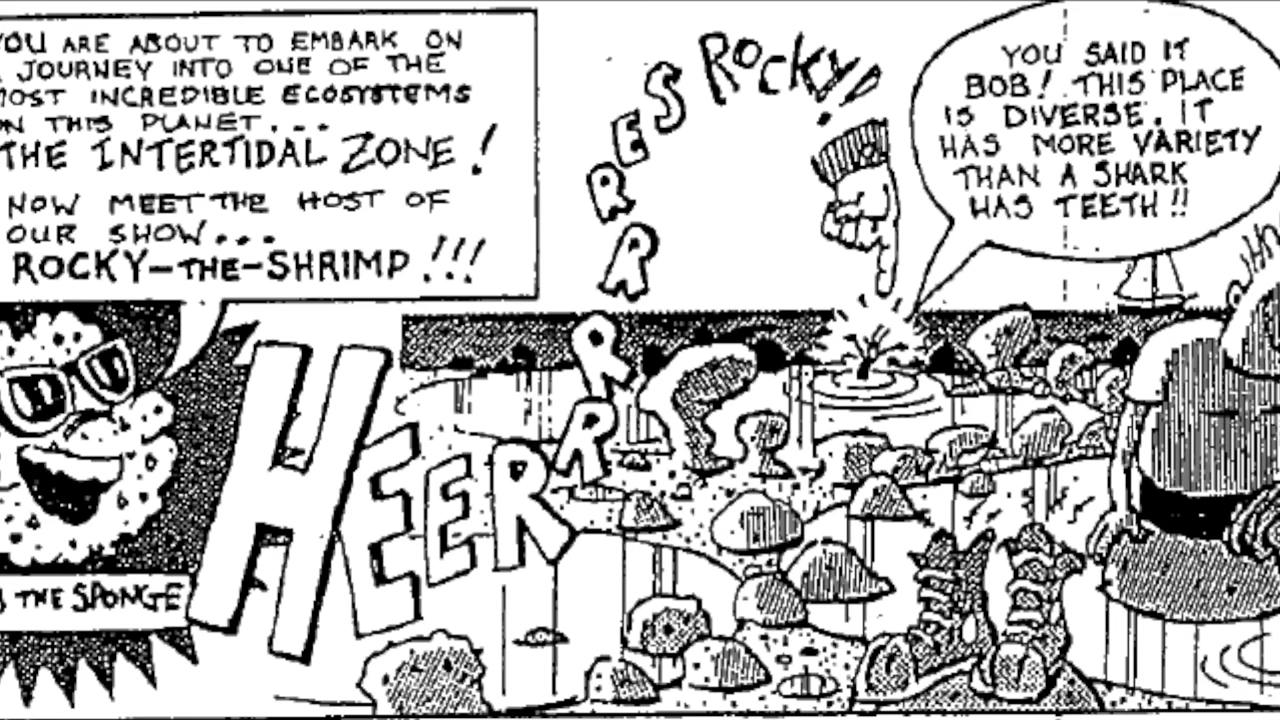 YOU ARE ABOUT TO EMBARK ON
JOURNEY INTO ONE OF THE
MOST INCREDIBLE ECOSYSTEMS
ON THIS PLANET....
THE INTERTIDAL ZONE!
NOW MEET THE HOST OF
OUR SHOW...
ROCKY-THE-SHRIMP!!!
HEERRRRRES ROCKY!!
YOU SAID IT
BOB! THIS PLACE
IS DIVERSE. IT
HAS MORE VARIETY
THAN A SHARK
HAS TEETH!!
THE SPONGE